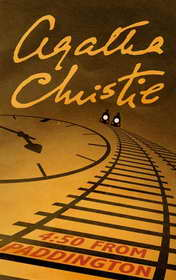 Agatha
Christie
4:50 FROM
PADDINGTON